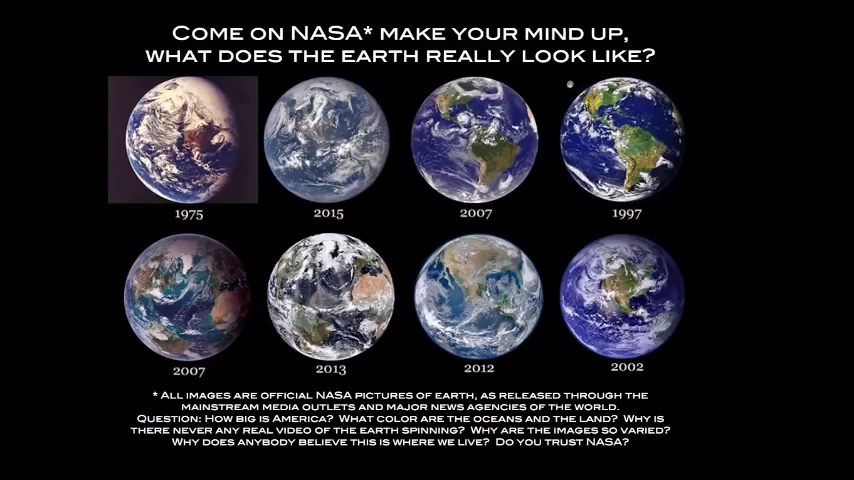 Come on NASA* make your mind up,
what does the earth really look like?
1975
2015
2007
1997
2007
2013
2012
2002
* All images are official NASA pictures of earth, as released through the
mainstream media outlets and major news agencies of the world.
Question: How big is America? What color are the oceans and the land? Why is
there never any real video of the earth spinning? Why are the images so varied?
Why does anybody believe this is where we live? Do you trust NASA?